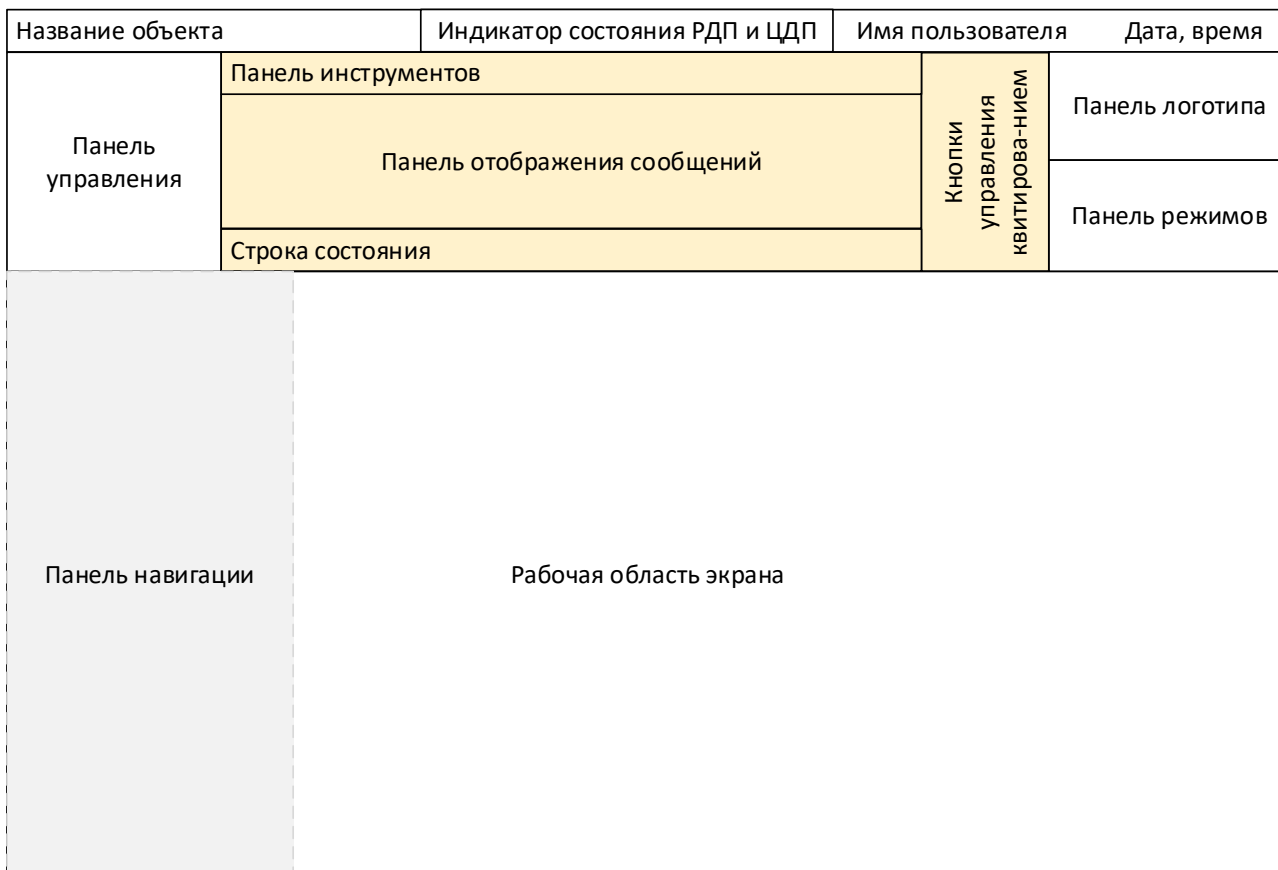 Название объекта
Индикатор состояния РДП и ЦДП
Имя пользователя
Дата, время
Панель
управления
Панель инструментов
Панель отображения сообщений
Строка состояния
Кнопки
управления
квитирова-нием
Панель логотипа
Панель режимов
Панель навигации
Рабочая область экрана